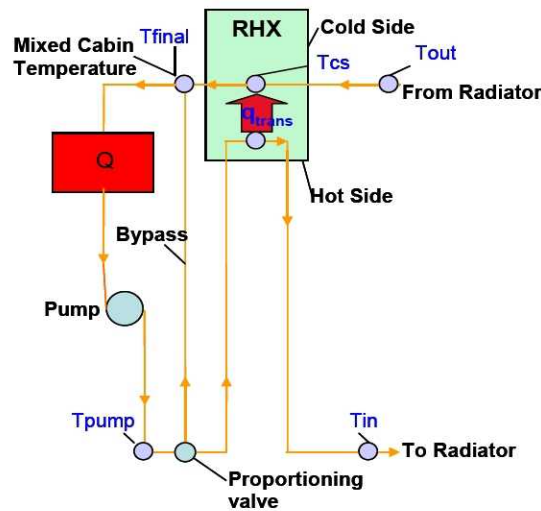 Tfinal
RHX
Cold Side
Mixed Cabin
Temperature
Tcs
Tout
From Radiator
qtrans
Q
Hot Side
Bypass
Pump
Tpump
Tin
To Radiator
Proportioning
valve